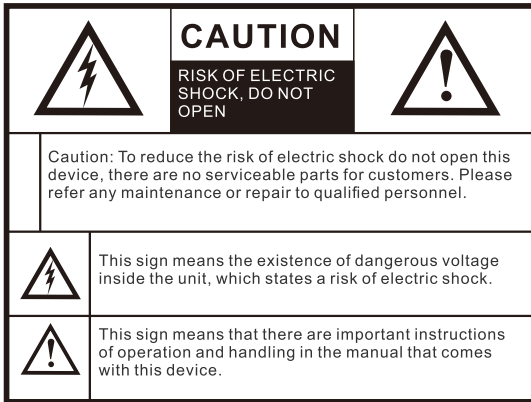 CAUTION
RISK OF ELECTRIC
SHOCK, DO NOT
OPEN
Caution: To reduce the risk of electric shock do not open this
device, there are no serviceable parts for customers. Please
refer any maintenance or repair to qualified personnel.
This sign means the existence of dangerous voltage
inside the unit, which states a risk of electric shock.
This sign means that there are important instructions
of operation and handling in the manual that comes
with this device.